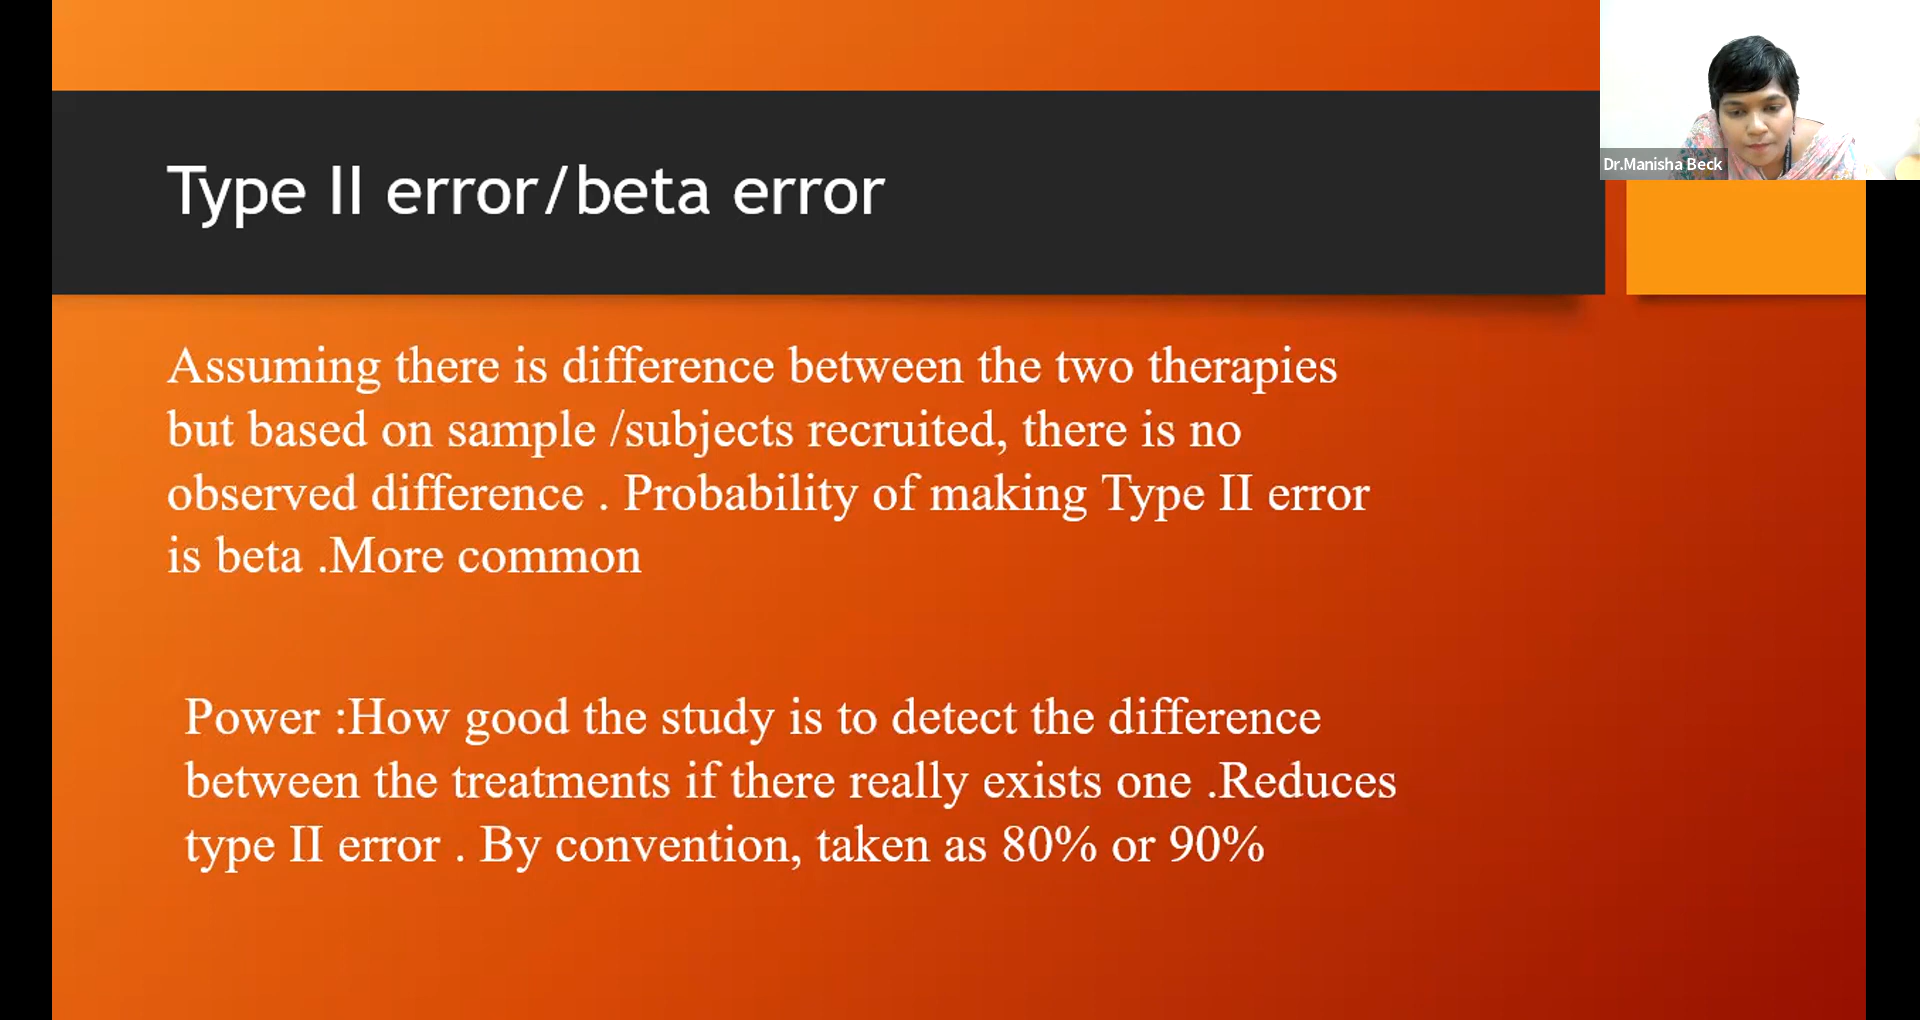 Type II error/beta error
Dr.Manisha Beck
Assuming there is difference between the two therapies
but based on sample /subjects recruited, there is no
observed difference . Probability of making Type II error
is beta .More common
Power :How good the study is to detect the difference
between the treatments if there really exists one .Reduces
type II error . By convention, taken as 80% or 90%